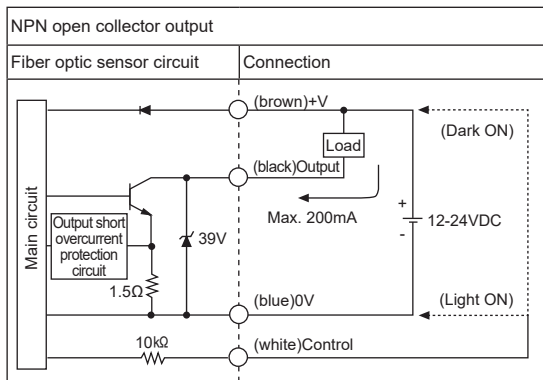 NPN open collector output
Fiber optic sensor circuit
Connection
(brown)+V
(Dark ON)
Load
(black)Output
Max. 200mA
+
12-24VDC
-
Main circuit
Output short
overcurrent
protection
circuit
39V
1.5Ω
(blue)0V
(Light ON)
10kΩ
(white)Control